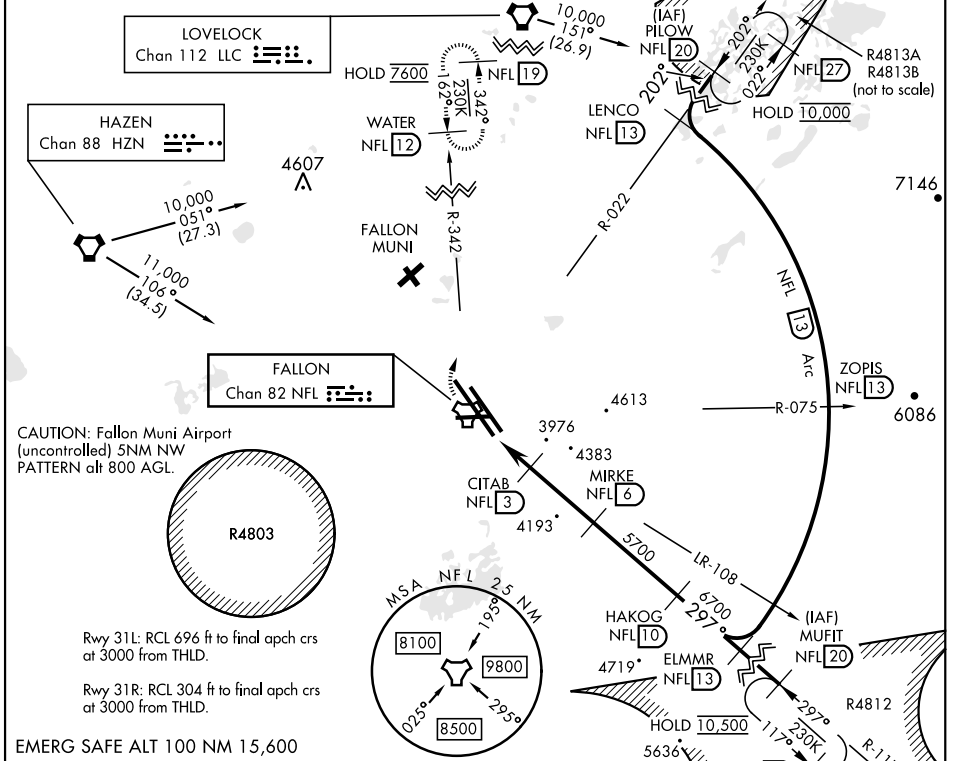 LOVELOCK
Chan 112 LLC
10,000
151°
(26.9)
(IAF)
PILOW
NFL 20
202°
230K
022°
NFL 27
R4813A
R4813B
(not to scale)
HOLD 10,000
HOLD 7600
162°
230K
342°
NFL 19
LENCO
NFL 13
202°
WATER
NFL 12
HAZEN
Chan 88 HZN
4607
10,000
051°
(27.3)
11,000
106°
(34.5)
7146
R-022
R-342
FALLON
MUNI
NFL 13 Arc
FALLON
Chan 82 NFL
ZOPIS
NFL 13
R-075
6086
4613
3976
4383
CAUTION: Fallon Muni Airport
(uncontrolled) 5NM NW
PATTERN alt 800 AGL.
CITAB
NFL 3
MIRKE
NFL 6
4193
R4803
5700
LR-108
MSA NFL 25 NM
195°
8100
9800
025°
295°
8500
HAKOG
NFL 10
6700
297°
(IAF)
MUFIT
NFL 20
4719
ELMMR
NFL 13
Rwy 31L: RCL 696 ft to final apch crs
at 3000 from THLD.
Rwy 31R: RCL 304 ft to final apch crs
at 3000 from THLD.
R4812
297°
230K
117°
HOLD 10,500
5636
EMERG SAFE ALT 100 NM 15,600